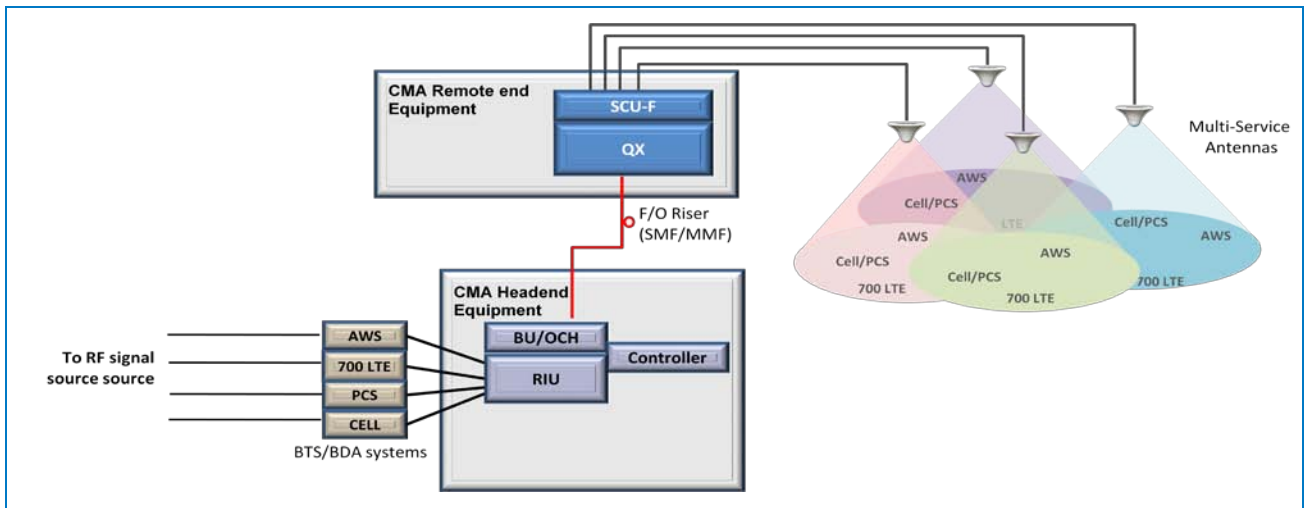 CMA Remote end
Equipment
SCU-F
QX
Multi-Service
Antennas
AWS
Cell/PCS
LTE
Cell/PCS
AWS
AWS
AWS
Cell/PCS
Cell/PCS
700 LTE
700 LTE
700 LTE
F/O Riser
(SMF/MMF)
CMA Headend
Equipment
BU/OCH
Controller
RIU
To RF signal
source source
AWS
700 LTE
PCS
CELL
BTS/BDA systems